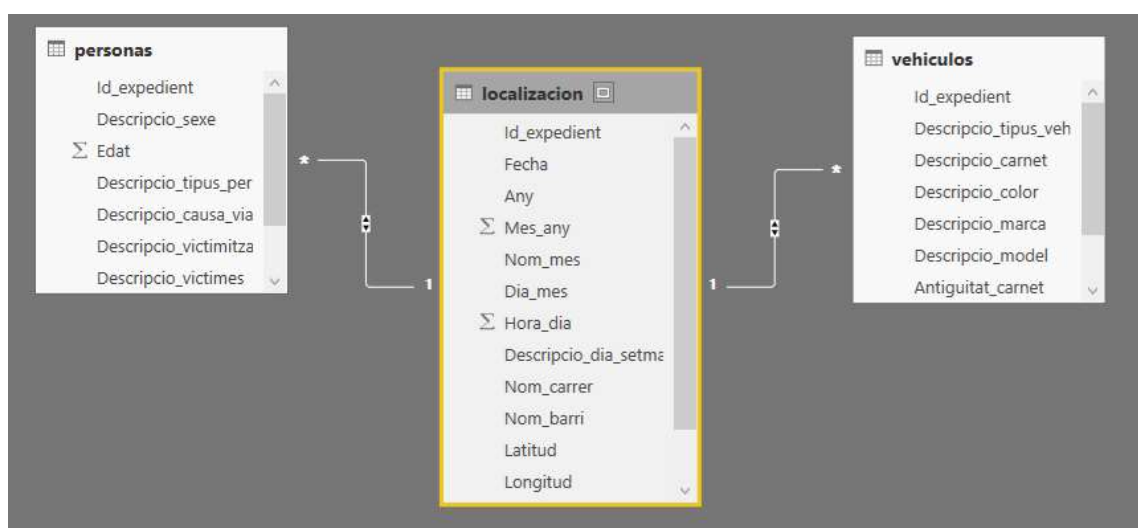 personas
Id_expedient
Descripcio_sexe
Σ Edat
Descripcio_tipus_per
Descripcio_causa_via
Descripcio_victimitza
Descripcio_victimes
* 1
localizacion
Id_expedient
Fecha
Any
Σ Mes_any
Nom_mes
Dia_mes
Σ Hora_dia
Descripcio_dia_setma
Nom_carrer
Nom_barri
Latitud
Longitud
1 *
vehiculos
Id_expedient
Descripcio_tipus_veh
Descripcio_carnet
Descripcio_color
Descripcio_marca
Descripcio_model
Antiguitat_carnet